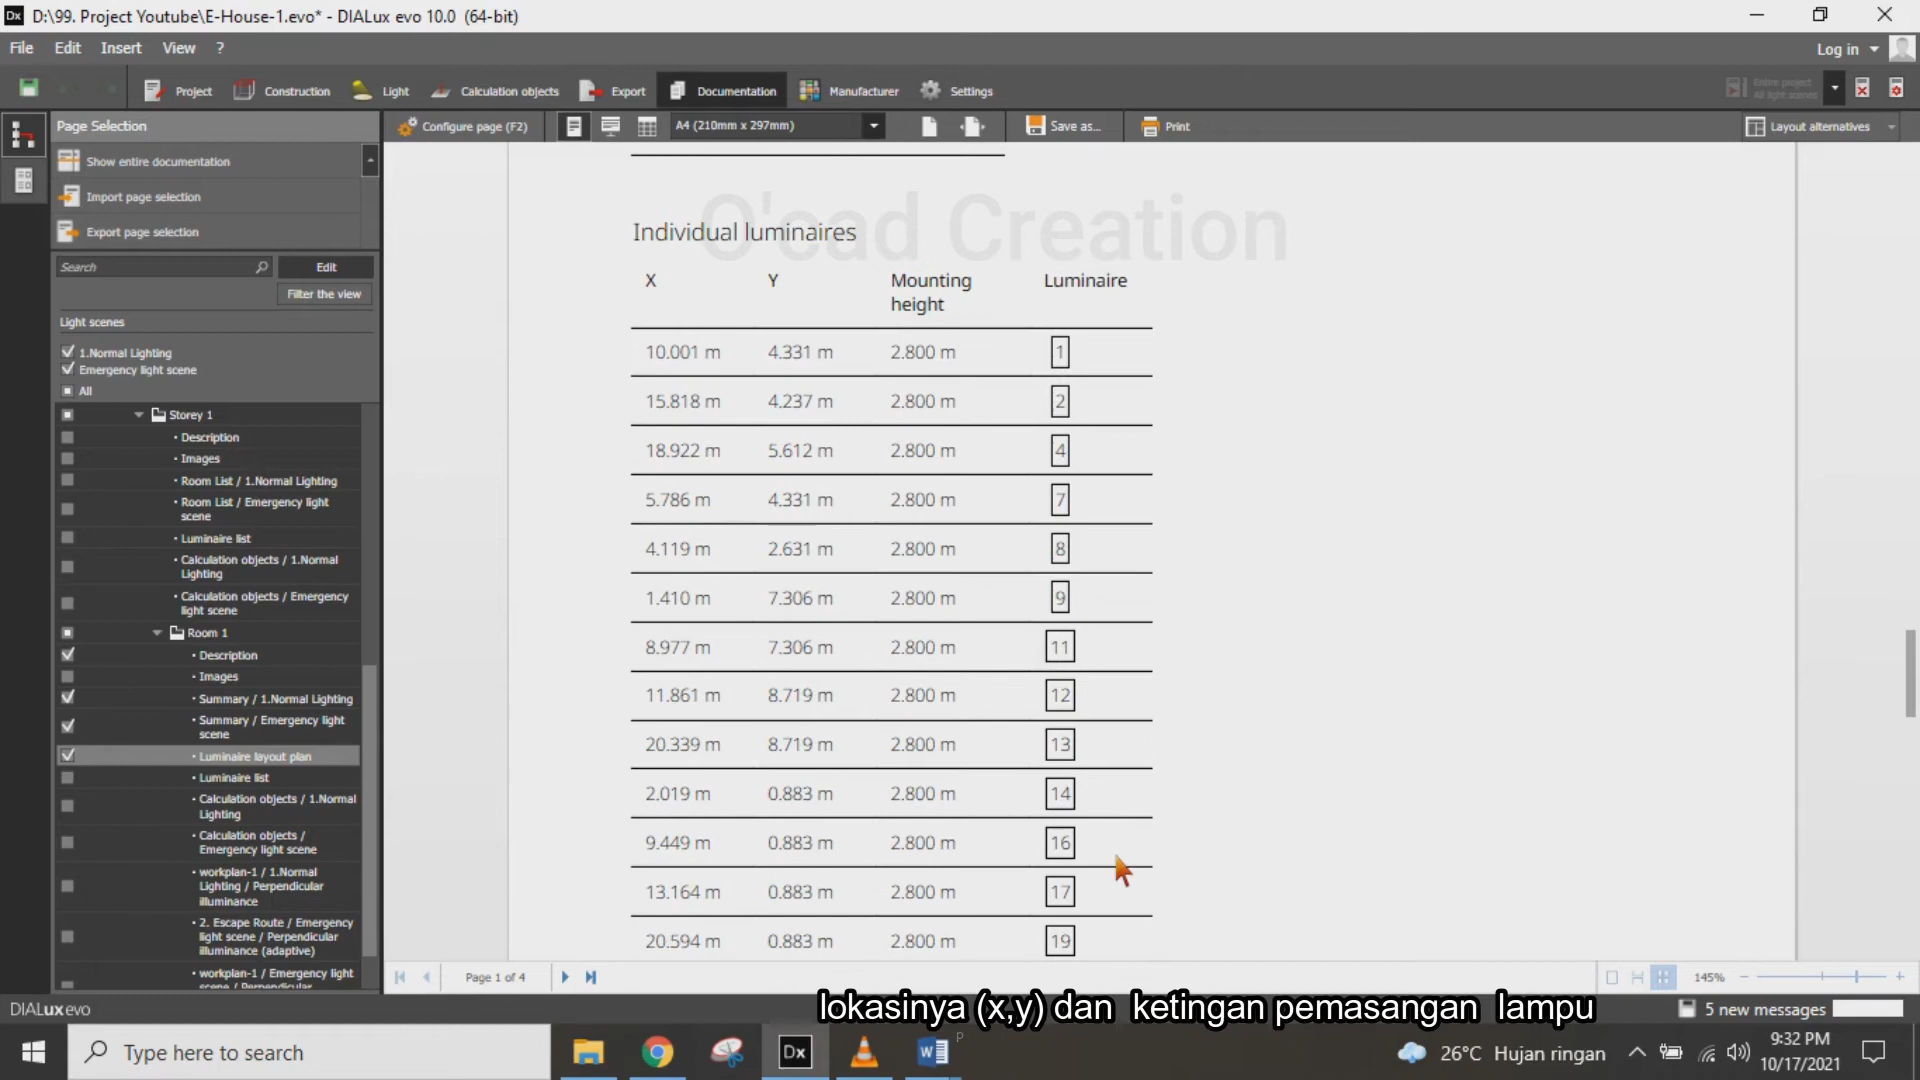 D:\99. Project Youtube\E-House-1.evo* - DIALux evo 10.0 (64-bit)
File Edit Insert View ?
Log in
Project Construction Light Calculation objects Export Documentation Manufacturer Settings
Entire project
All light scenes
Page Selection
Configure page (F2) A4 (210mm x 297mm) Save as... Print Layout alternatives
Show entire documentation
Import page selection
Export page selection
Search Edit
Filter the view
Light scenes
1.Normal Lighting
Emergency light scene
All
Storey 1
• Description
• Images
• Room List / 1.Normal Lighting
• Room List / Emergency light
scene
• Luminaire list
• Calculation objects / 1.Normal
Lighting
• Calculation objects / Emergency
light scene
Room 1
• Description
• Images
• Summary / 1.Normal Lighting
• Summary / Emergency light
scene
• Luminaire layout plan
• Luminaire list
• Calculation objects / 1.Normal
Lighting
• Calculation objects /
Emergency light scene
• workplan-1 / 1.Normal
Lighting / Perpendicular
illuminance
• 2. Escape Route / Emergency
light scene / Perpendicular
illuminance (adaptive)
• workplan-1 / Emergency light
scene / Perpendicular
O'cad Creation
Individual luminaires
X Y Mounting height Luminaire
10.001 m 4.331 m 2.800 m 1
15.818 m 4.237 m 2.800 m 2
18.922 m 5.612 m 2.800 m 4
5.786 m 4.331 m 2.800 m 7
4.119 m 2.631 m 2.800 m 8
1.410 m 7.306 m 2.800 m 9
8.977 m 7.306 m 2.800 m 11
11.861 m 8.719 m 2.800 m 12
20.339 m 8.719 m 2.800 m 13
2.019 m 0.883 m 2.800 m 14
9.449 m 0.883 m 2.800 m 16
13.164 m 0.883 m 2.800 m 17
20.594 m 0.883 m 2.800 m 19
Page 1 of 4
145%
DIALux evo
lokasinya (x,y) dan ketingan pemasangan lampu
5 new messages
Type here to search
Dx
P
26°C Hujan ringan
9:32 PM
10/17/2021